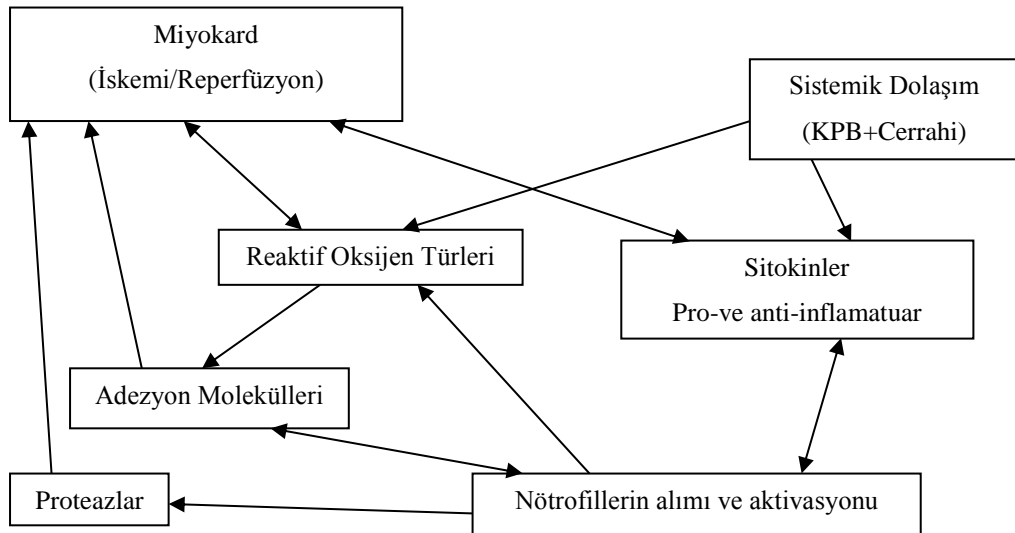 Miyokard
(İskemi/Reperfüzyon)
Sistemik Dolaşım
(KPB+Cerrahi)
Reaktif Oksijen Türleri
Sitokinler
Pro-ve anti-inflamatuar
Adezyon Molekülleri
Proteazlar
Nötrofillerin alımı ve aktivasyonu